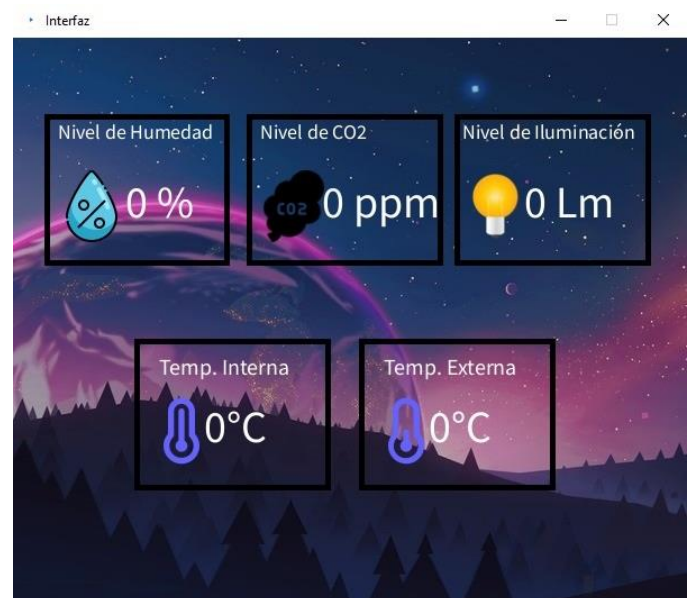 Interfaz
Nivel de Humedad
0 %
Nivel de CO2
CO2
0 ppm
Nivel de Iluminación
0 Lm
Temp. Interna
0°C
Temp. Externa
0°C